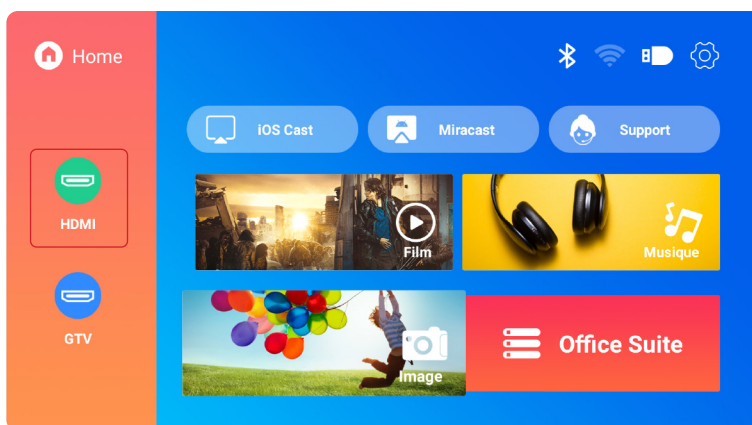 Home
iOS Cast
Miracast
Support
HDMI
Film
Musique
GTV
Image
Office Suite